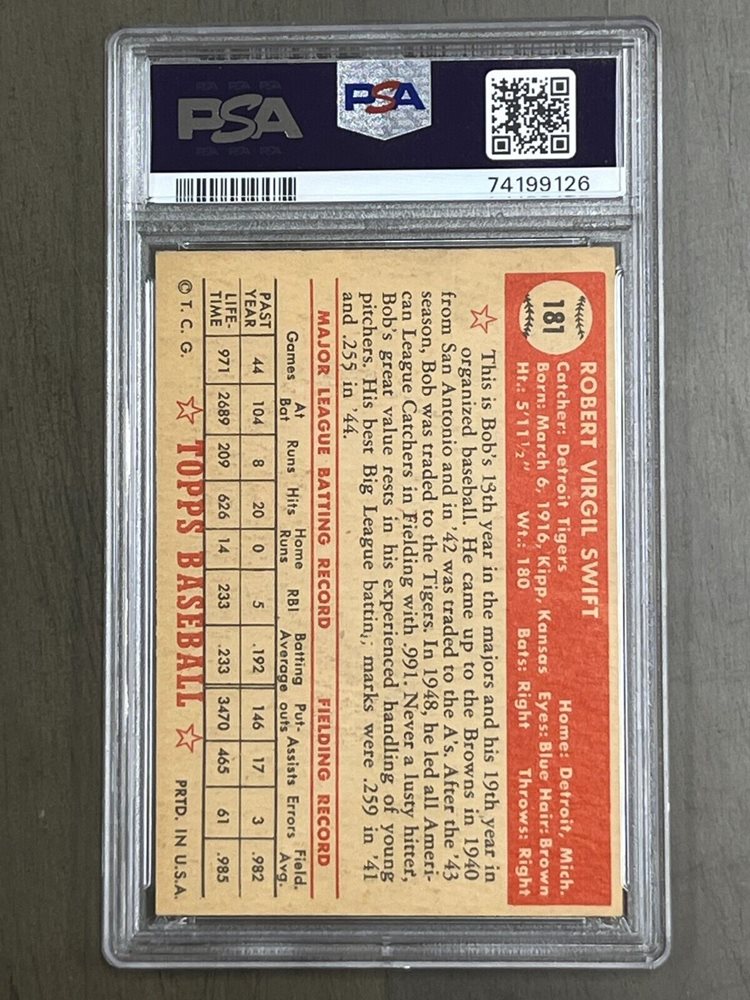 PSA
PSA
74199126
181
ROBERT VIRGIL SWIFT
Catcher: Detroit Tigers Home: Detroit, Mich.
Born: March 6, 1916, Kipp, Kansas Eyes: Blue Hair: Brown
Ht.: 5'11½" Wt.: 180 Bats: Right Throws: Right
This is Bob's 13th year in the majors and his 19th year in
organized baseball. He came up to the Browns in 1940
from San Antonio and in '42 was traded to the A's. After the '43
season, Bob was traded to the Tigers. In 1948, he led all Ameri-
can League Catchers in Fielding with .991. Never a lusty hitter,
Bob's great value rests in his experienced handling of young
pitchers. His best Big League batting marks were .259 in '41
and .255 in '44.
MAJOR LEAGUE BATTING RECORD FIELDING RECORD
Games At Bat Runs Hits Home Runs RBI Batting Average Put-outs Assists Errors Field. Avg.
PAST YEAR 44 104 8 20 0 5 .192 146 17 3 .982
LIFE-TIME 971 2689 209 626 14 233 .233 3470 465 61 .985
© T. C. G. TOPPS BASEBALL PRTD. IN U.S.A.